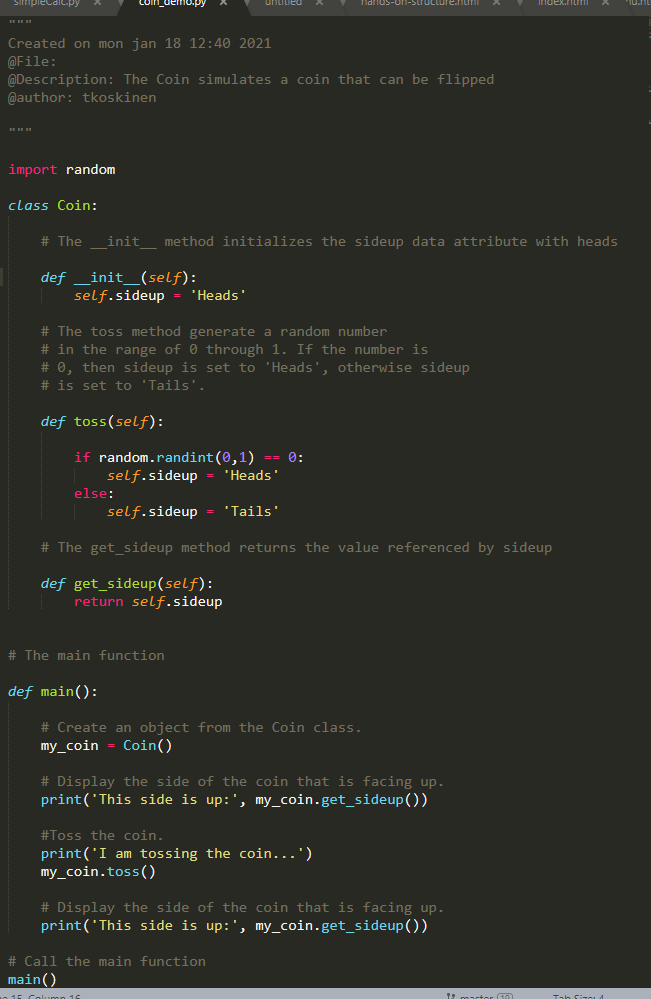 simpleCalc.py × coin_demo.py × untitled × hands-on-structure.html × index.html ×
"""
Created on mon jan 18 12:40 2021
@File:
@Description: The Coin simulates a coin that can be flipped
@author: tkoskinen
"""
import random
class Coin:
# The __init__ method initializes the sideup data attribute with heads
def __init__(self):
self.sideup = 'Heads'
# The toss method generate a random number
# in the range of 0 through 1. If the number is
# 0, then sideup is set to 'Heads', otherwise sideup
# is set to 'Tails'.
def toss(self):
if random.randint(0,1) == 0:
self.sideup = 'Heads'
else:
self.sideup = 'Tails'
# The get_sideup method returns the value referenced by sideup
def get_sideup(self):
return self.sideup
# The main function
def main():
# Create an object from the Coin class.
my_coin = Coin()
# Display the side of the coin that is facing up.
print('This side is up:', my_coin.get_sideup())
#Toss the coin.
print('I am tossing the coin...')
my_coin.toss()
# Display the side of the coin that is facing up.
print('This side is up:', my_coin.get_sideup())
# Call the main function
main()
15, Column 16 master Tab Size: 4